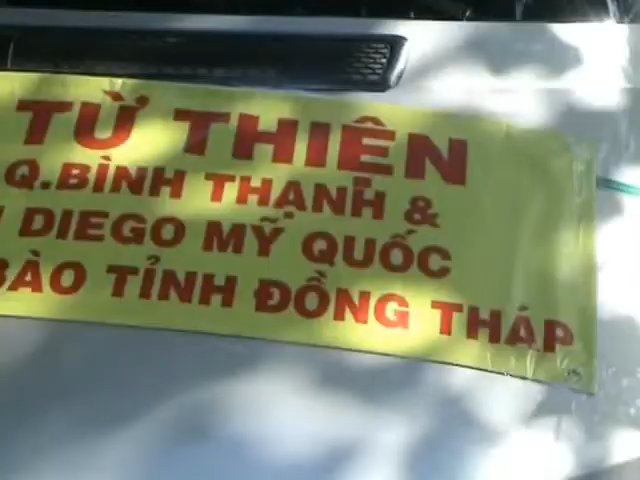 TỪ THIỆN
Q.BÌNH THẠNH &
DIEGO MỸ QUỐC
BÀO TỈNH ĐỒNG THÁP